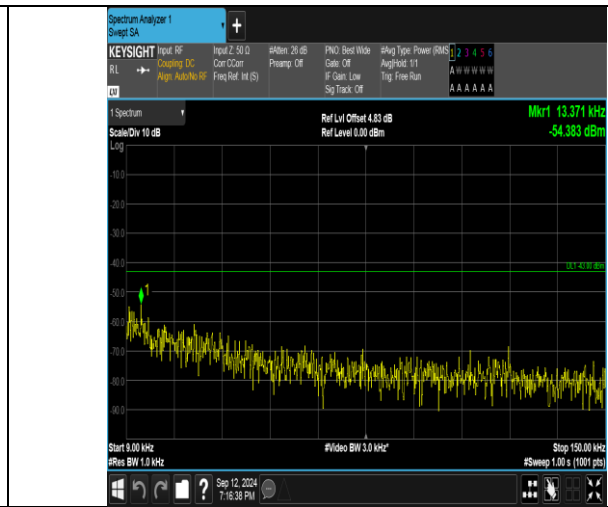 Spectrum Analyzer 1
Swept SA
+
KEYSIGHT Input: RF Input Z: 50 Ω #Atten: 26 dB PNO: Best Wide #Avg Type: Power (RMS 1 2 3 4 5 6
RL Coupling: DC Corr CCorr Preamp: Off Gate: Off Avg|Hold: 1/1 A W W W W W
Align: Auto/No RF Freq Ref: Int (S) IF Gain: Low Trig: Free Run
LXI Sig Track: Off A A A A A A
1 Spectrum Ref Lvl Offset 4.83 dB Mkr1 13.371 kHz
Scale/Div 10 dB Ref Level 0.00 dBm -54.383 dBm
Log
-10.0
-20.0
-30.0
-40.0
DL1 -43.00 dBm
1
-50.0
-60.0
-70.0
-80.0
-90.0
Start 9.00 kHz #Video BW 3.0 kHz* Stop 150.00 kHz
#Res BW 1.0 kHz #Sweep 1.00 s (1001 pts)
? Sep 12, 2024
7:16:38 PM